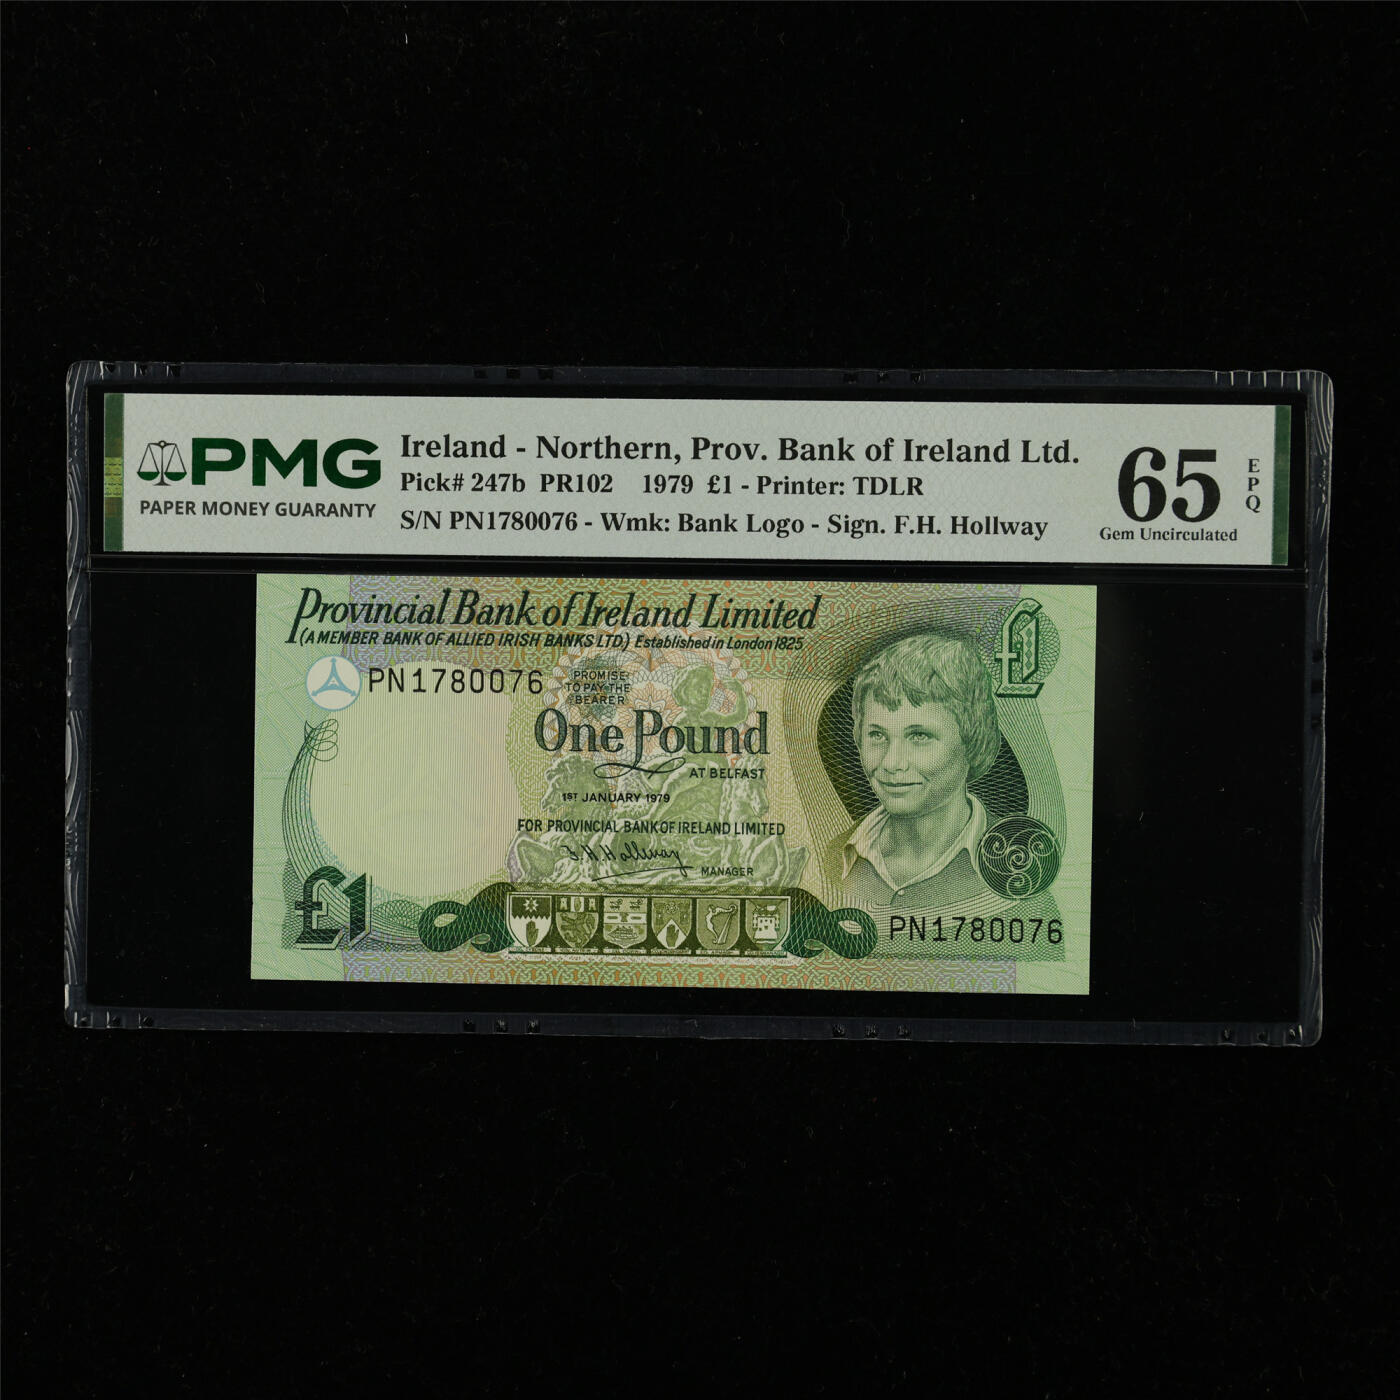 PMG
PAPER MONEY GUARANTY
Ireland - Northern, Prov. Bank of Ireland Ltd.
Pick# 247b PR102 1979 £1 - Printer: TDLR
S/N PN1780076 - Wmk: Bank Logo - Sign. F.H. Hollway
65
EPQ
Gem Uncirculated
Provincial Bank of Ireland Limited
(A MEMBER BANK OF ALLIED IRISH BANKS LTD.) Established in London 1825
£1
PN1780076
PROMISE
TO PAY THE
BEARER
One Pound
AT BELFAST
1ST JANUARY 1979
FOR PROVINCIAL BANK OF IRELAND LIMITED
F.H. Hollway
MANAGER
£1
PN1780076